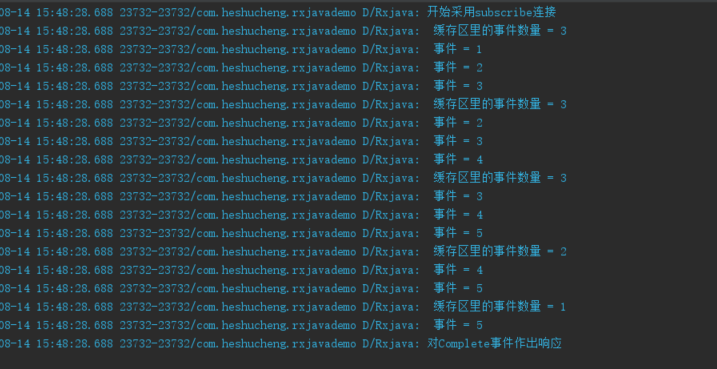 08-14 15:48:28.688 23732-23732/com.heshucheng.rxjavademo D/Rxjava: 开始采用subscribe连接
08-14 15:48:28.688 23732-23732/com.heshucheng.rxjavademo D/Rxjava:  缓存区里的事件数量 = 3
08-14 15:48:28.688 23732-23732/com.heshucheng.rxjavademo D/Rxjava:  事件 = 1
08-14 15:48:28.688 23732-23732/com.heshucheng.rxjavademo D/Rxjava:  事件 = 2
08-14 15:48:28.688 23732-23732/com.heshucheng.rxjavademo D/Rxjava:  事件 = 3
08-14 15:48:28.688 23732-23732/com.heshucheng.rxjavademo D/Rxjava:  缓存区里的事件数量 = 3
08-14 15:48:28.688 23732-23732/com.heshucheng.rxjavademo D/Rxjava:  事件 = 2
08-14 15:48:28.688 23732-23732/com.heshucheng.rxjavademo D/Rxjava:  事件 = 3
08-14 15:48:28.688 23732-23732/com.heshucheng.rxjavademo D/Rxjava:  事件 = 4
08-14 15:48:28.688 23732-23732/com.heshucheng.rxjavademo D/Rxjava:  缓存区里的事件数量 = 3
08-14 15:48:28.688 23732-23732/com.heshucheng.rxjavademo D/Rxjava:  事件 = 3
08-14 15:48:28.688 23732-23732/com.heshucheng.rxjavademo D/Rxjava:  事件 = 4
08-14 15:48:28.688 23732-23732/com.heshucheng.rxjavademo D/Rxjava:  事件 = 5
08-14 15:48:28.688 23732-23732/com.heshucheng.rxjavademo D/Rxjava:  缓存区里的事件数量 = 2
08-14 15:48:28.688 23732-23732/com.heshucheng.rxjavademo D/Rxjava:  事件 = 4
08-14 15:48:28.688 23732-23732/com.heshucheng.rxjavademo D/Rxjava:  事件 = 5
08-14 15:48:28.688 23732-23732/com.heshucheng.rxjavademo D/Rxjava:  缓存区里的事件数量 = 1
08-14 15:48:28.688 23732-23732/com.heshucheng.rxjavademo D/Rxjava:  事件 = 5
08-14 15:48:28.688 23732-23732/com.heshucheng.rxjavademo D/Rxjava: 对Complete事件作出响应